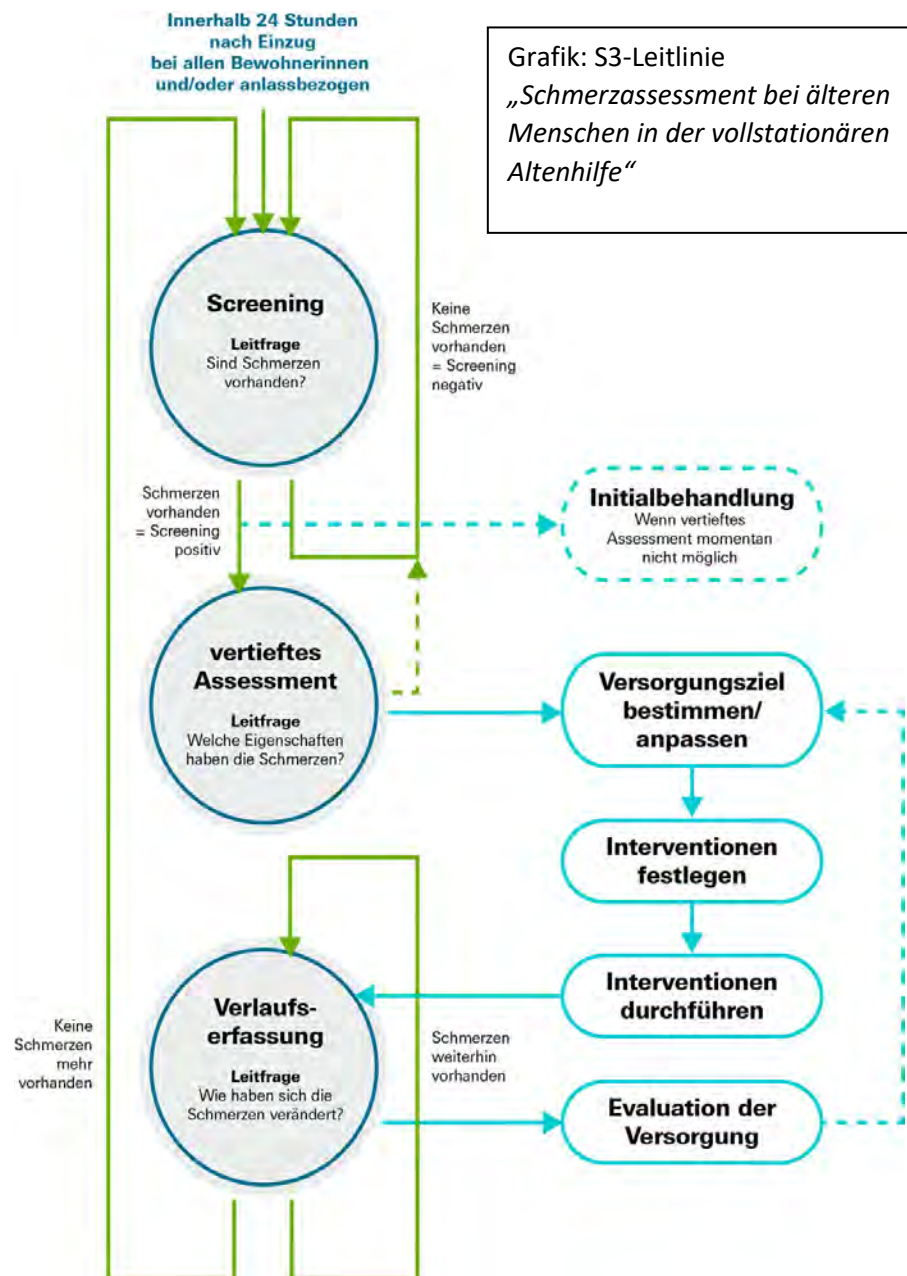 Innerhalb 24 Stunden
nach Einzug
bei allen Bewohnerinnen
und/oder anlassbezogen
Grafik: S3-Leitlinie
„Schmerzassessment bei älteren
Menschen in der vollstationären
Altenhilfe“
Screening
Leitfrage
Sind Schmerzen
vorhanden?
Keine
Schmerzen
vorhanden
= Screening
negativ
Schmerzen
vorhanden
= Screening
positiv
Initialbehandlung
Wenn vertieftes
Assessment momentan
nicht möglich
vertieftes
Assessment
Leitfrage
Welche Eigenschaften
haben die Schmerzen?
Versorgungsziel
bestimmen/
anpassen
Interventionen
festlegen
Interventionen
durchführen
Verlaufs-
erfassung
Leitfrage
Wie haben sich die
Schmerzen verändert?
Keine
Schmerzen
mehr
vorhanden
Schmerzen
weiterhin
vorhanden
Evaluation der
Versorgung